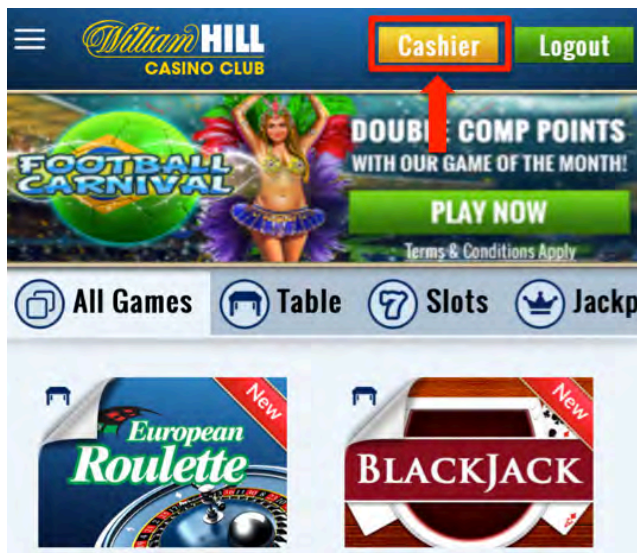 William HILL
CASINO CLUB
Cashier
Logout
FOOTBALL
CARNIVAL
COMP POINTS
WITH OUR GAME OF THE MONTH!
PLAY NOW
Terms & Conditions Apply
All Games
Table
7
Slots
New
European
Roulette
New
BLACKJACK